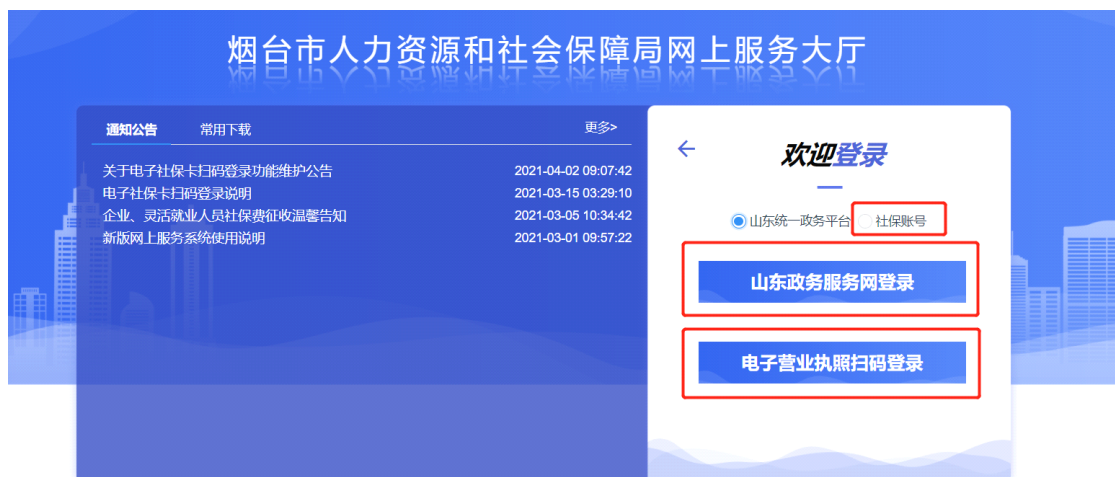 烟台市人力资源和社会保障局网上服务大厅
通知公告 常用下载 更多>
关于电子社保卡扫码登录功能维护公告 2021-04-02 09:07:42
电子社保卡扫码登录说明 2021-03-15 03:29:10
企业、灵活就业人员社保费征收温馨告知 2021-03-05 10:34:42
新版网上服务系统使用说明 2021-03-01 09:57:22
欢迎登录
山东统一政务平台 社保账号
山东政务服务网登录
电子营业执照扫码登录